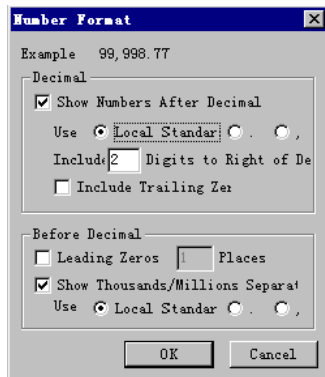 Number Format
Example 99,998.77
Decimal
Show Numbers After Decimal
Use Local Standar . ,
Include 2 Digits to Right of De
Include Trailing Zer
Before Decimal
Leading Zeros 1 Places
Show Thousands/Millions Separat
Use Local Standar . ,
OK Cancel